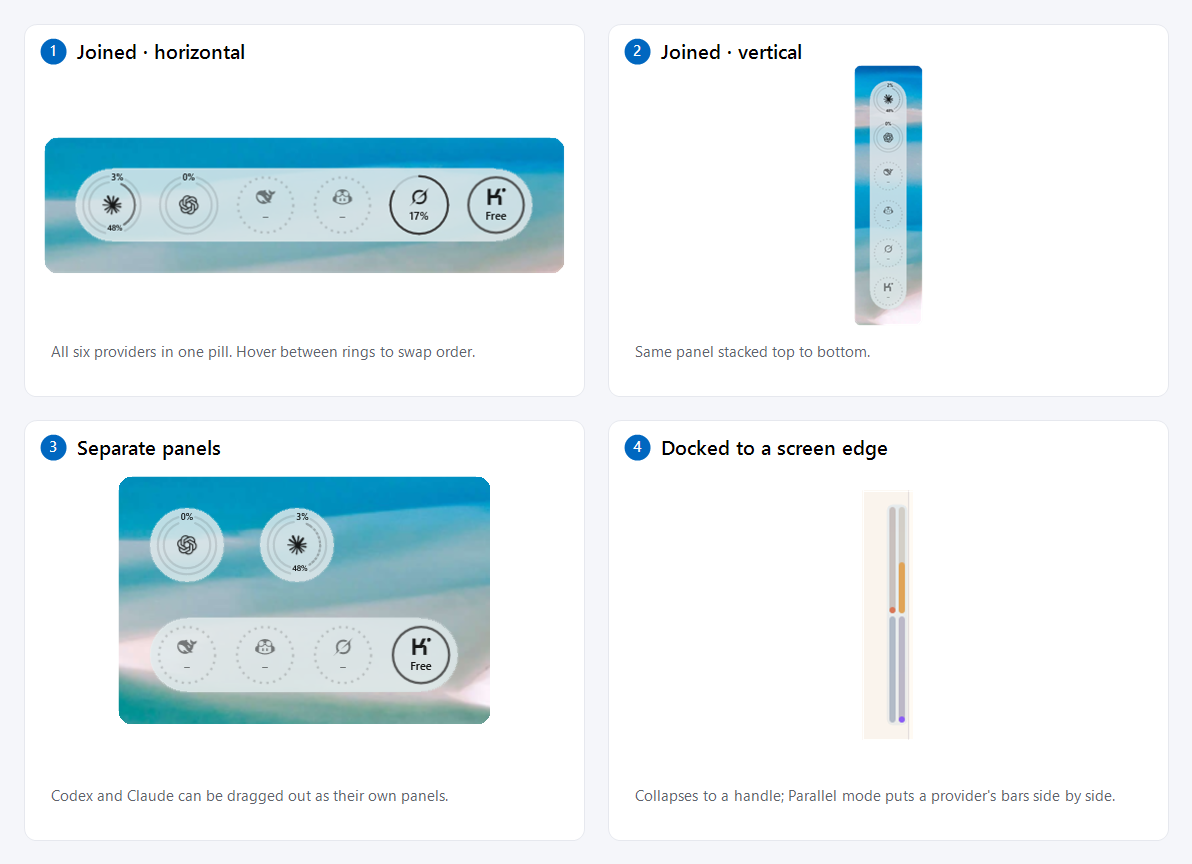 1 Joined · horizontal
3%
0%
48%
–
–
17%
Free
All six providers in one pill. Hover between rings to swap order.
2 Joined · vertical
2%
48%
0%
–
–
–
–
Same panel stacked top to bottom.
3 Separate panels
0%
3%
48%
–
–
–
Free
Codex and Claude can be dragged out as their own panels.
4 Docked to a screen edge
Collapses to a handle; Parallel mode puts a provider's bars side by side.